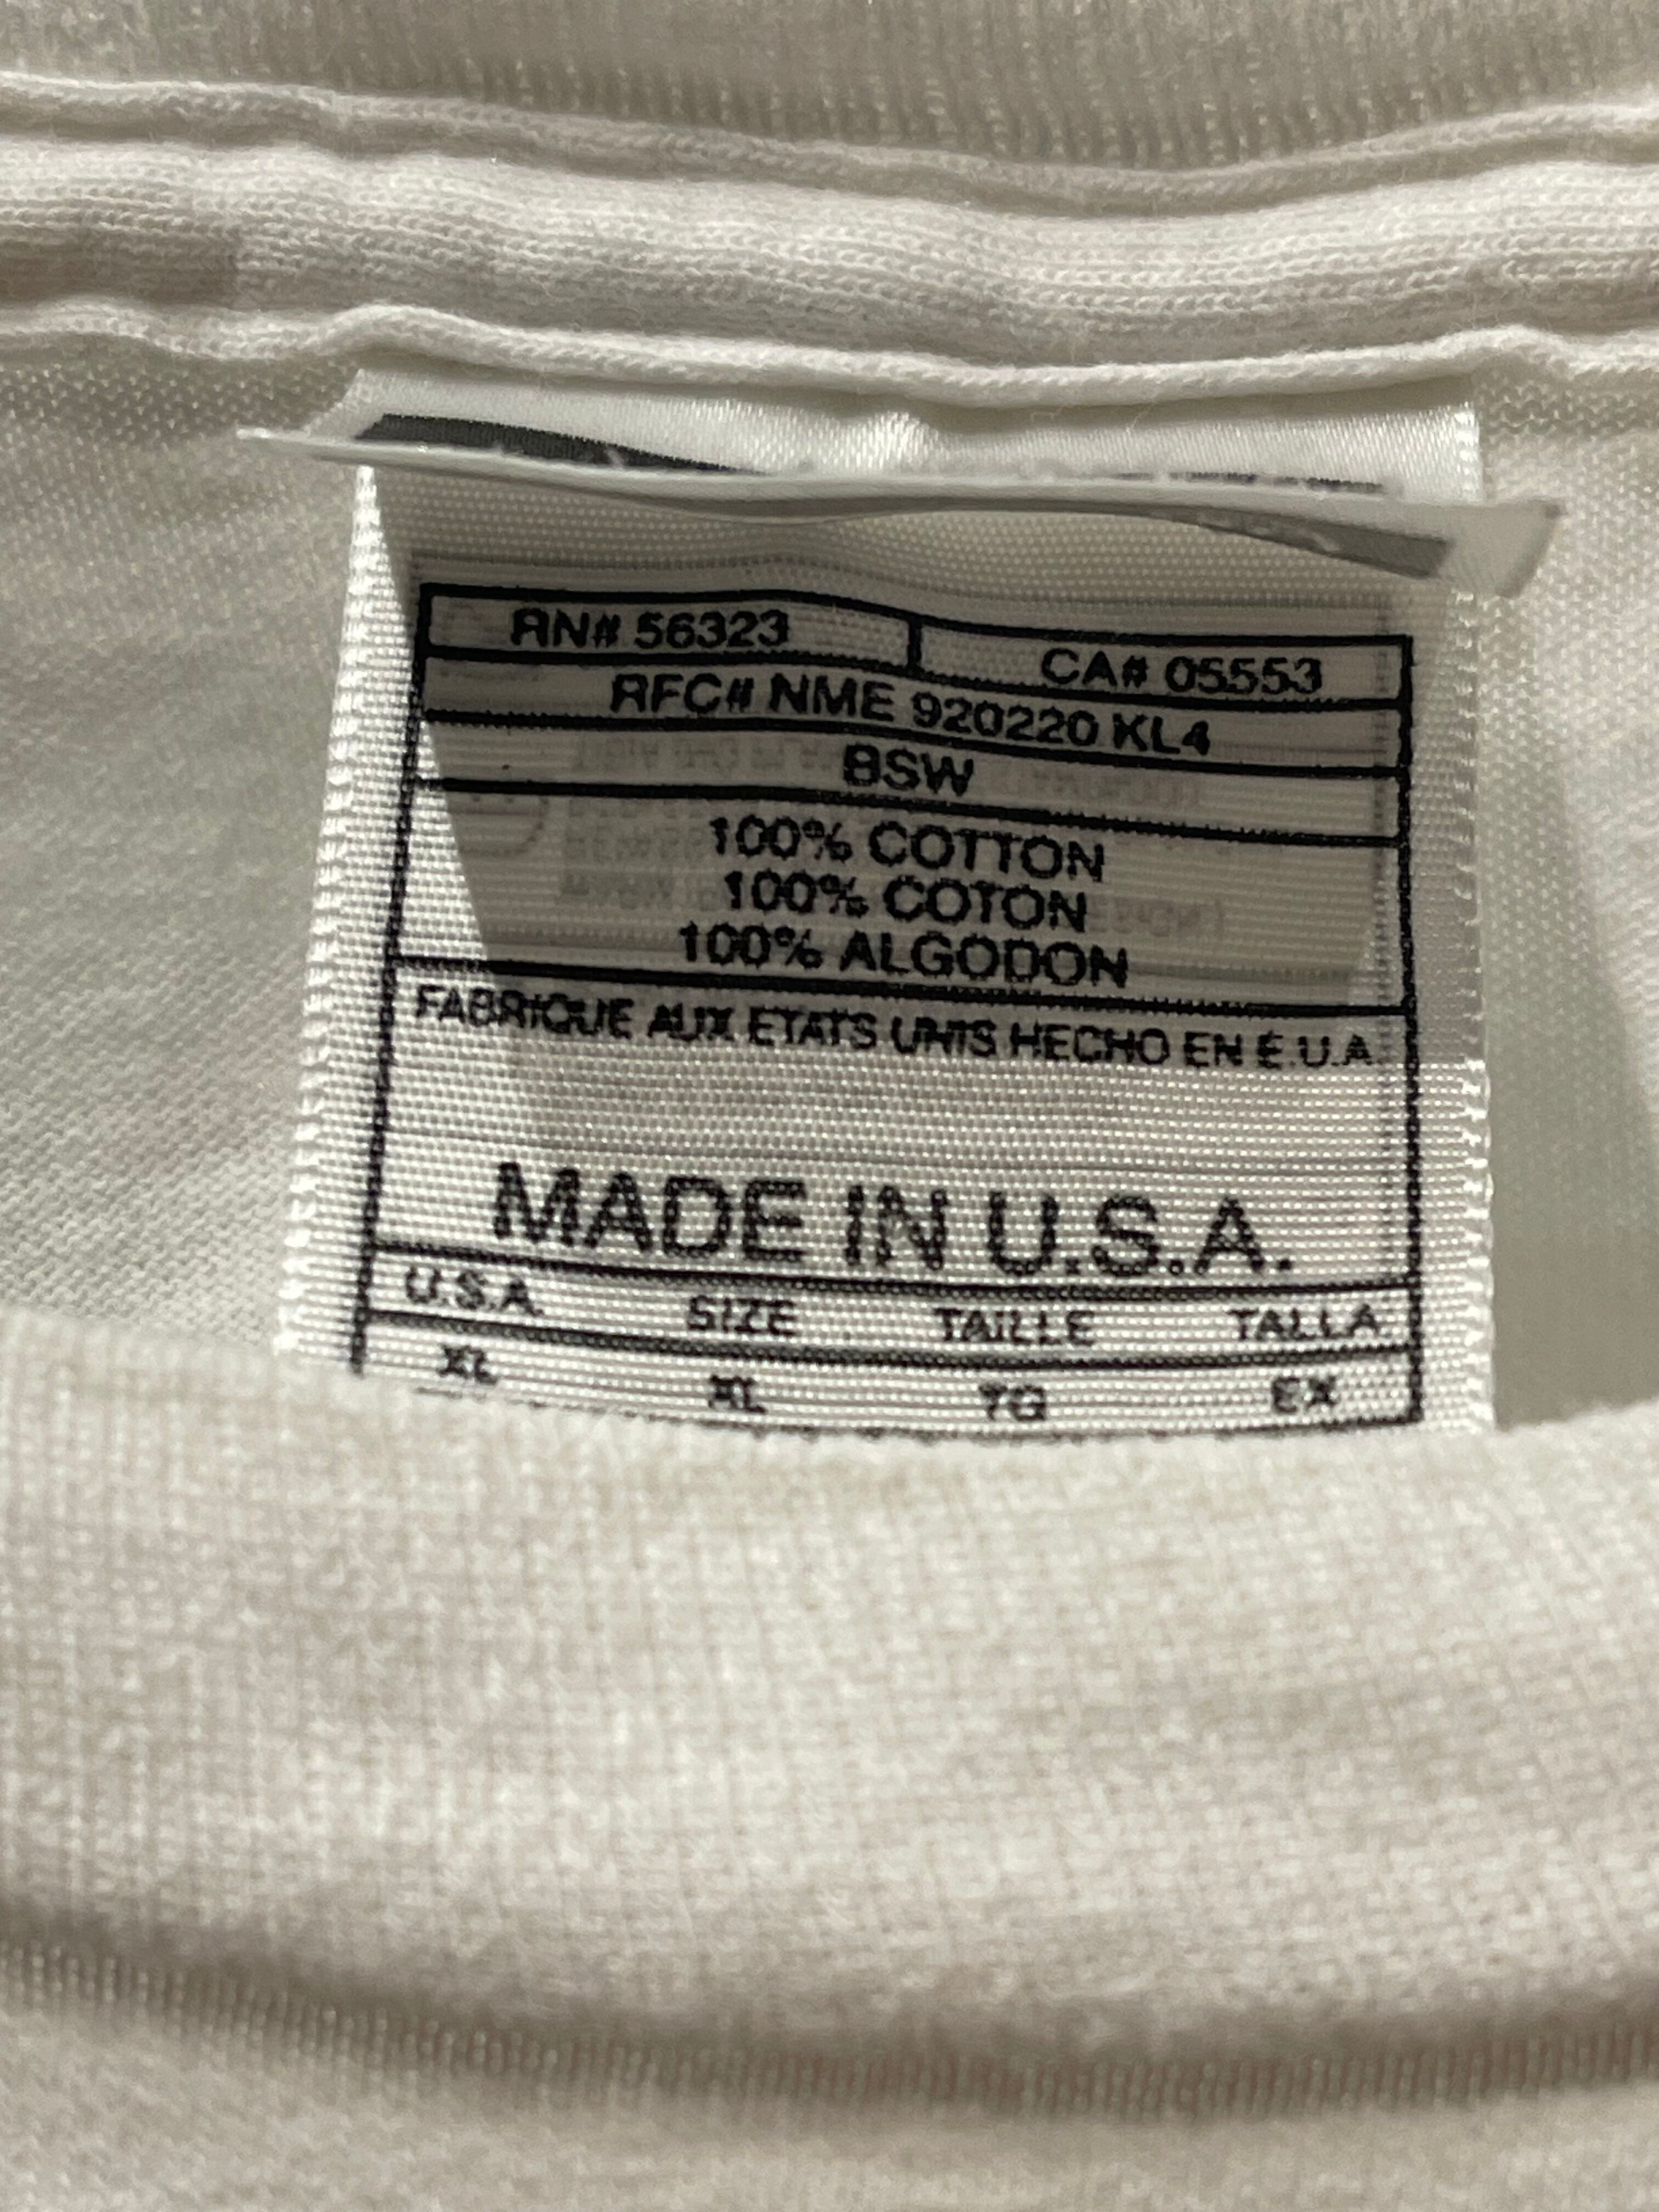 RN# 56323 CA# 05553
RFC# NME 920220 KL4
BSW
100% COTTON
100% COTON
100% ALGODON
FABRIQUE AUX ETATS UNIS HECHO EN E.U.A.
MADE IN U.S.A.
U.S.A. SIZE TAILLE TALLA
XL XL TG EX